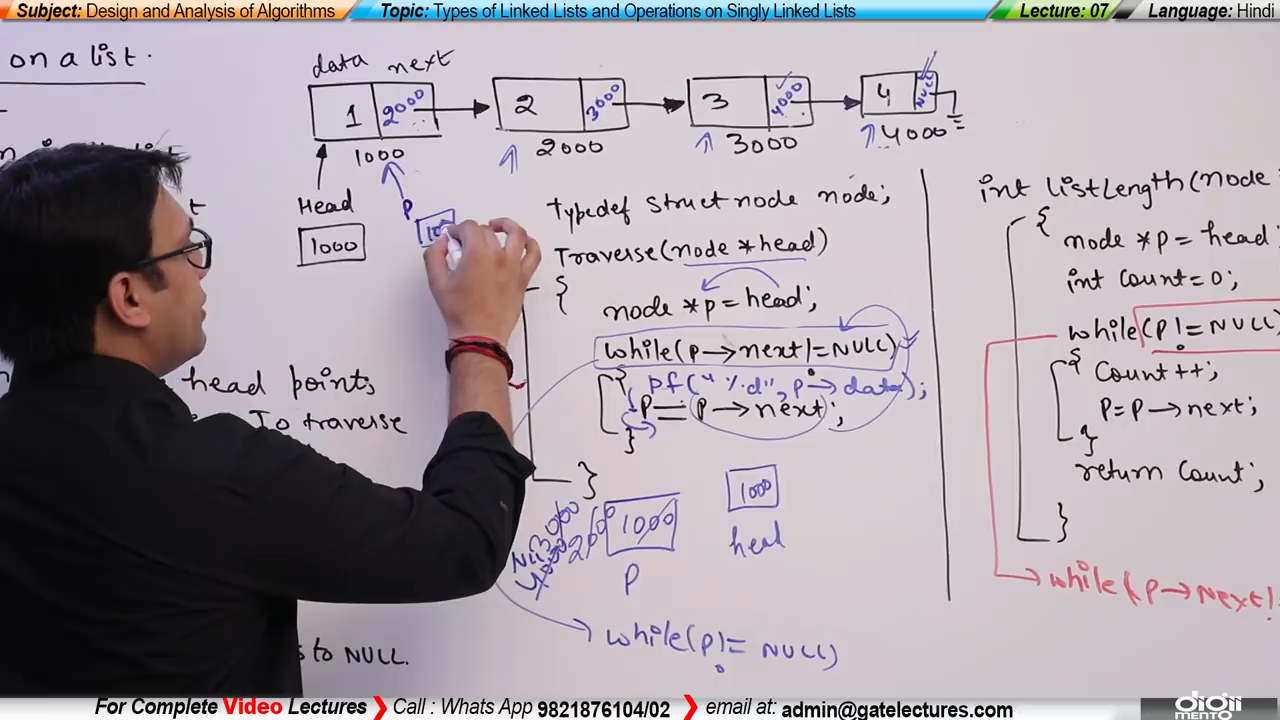 Subject: Design and Analysis of Algorithms
Topic: Types of Linked Lists and Operations on Singly Linked Lists
Lecture: 07
Language: Hindi
on a list.
data next
1 2000
2 3000
3 4000
4 NULL
1000
2000
3000
4000
Head
1000
P
head points
To traverse
to NULL.
Typedef struct node node;
Traverse(node *head)
{
node *p = head;
while(p→next!=NULL)
{ pf("%d", p→data);
P = P→next;
}
}
1000
head
1000
2000
3000
4000
NULL
P
while(p!= NULL)
int listLength(node
{
node *p = head;
int count = 0;
while(P!= NULL)
{ Count++;
P=P→next;
}
return count;
}
while(P→Next!
For Complete Video Lectures ❯ Call : Whats App 9821876104/02 ❯ email at: admin@gatelectures.com
digii
MENTO